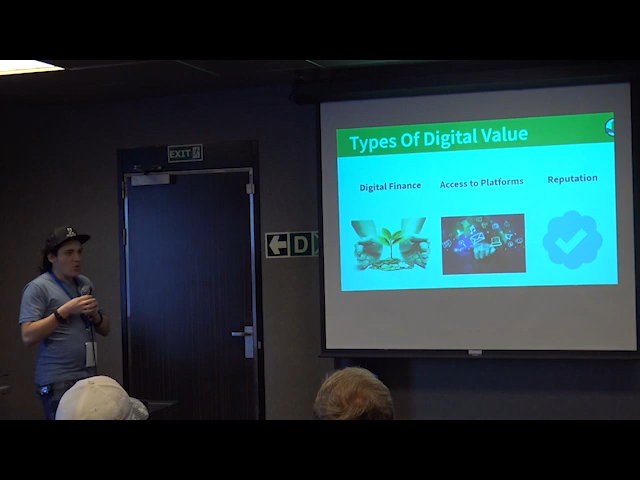 EXIT
Types Of Digital Value
Digital Finance
Access to Platforms
Reputation
D